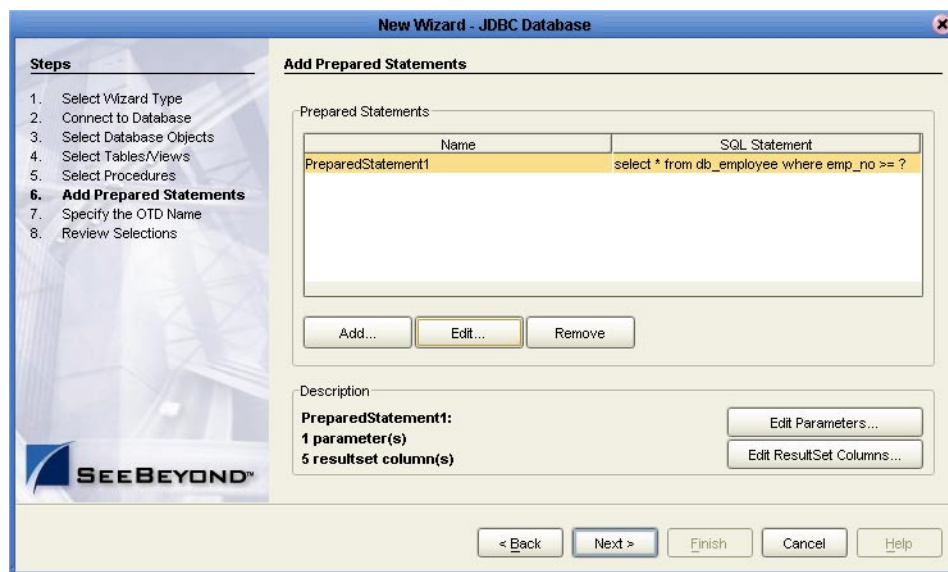 New Wizard - JDBC Database
Steps
1. Select Wizard Type
2. Connect to Database
3. Select Database Objects
4. Select Tables/Views
5. Select Procedures
6. Add Prepared Statements
7. Specify the OTD Name
8. Review Selections
SEEBEYOND™
Add Prepared Statements
Prepared Statements
Name SQL Statement
PreparedStatement1 select * from db_employee where emp_no >= ?
Add... Edit... Remove
Description
PreparedStatement1:
1 parameter(s)
5 resultset column(s)
Edit Parameters...
Edit ResultSet Columns...
< Back Next > Finish Cancel Help